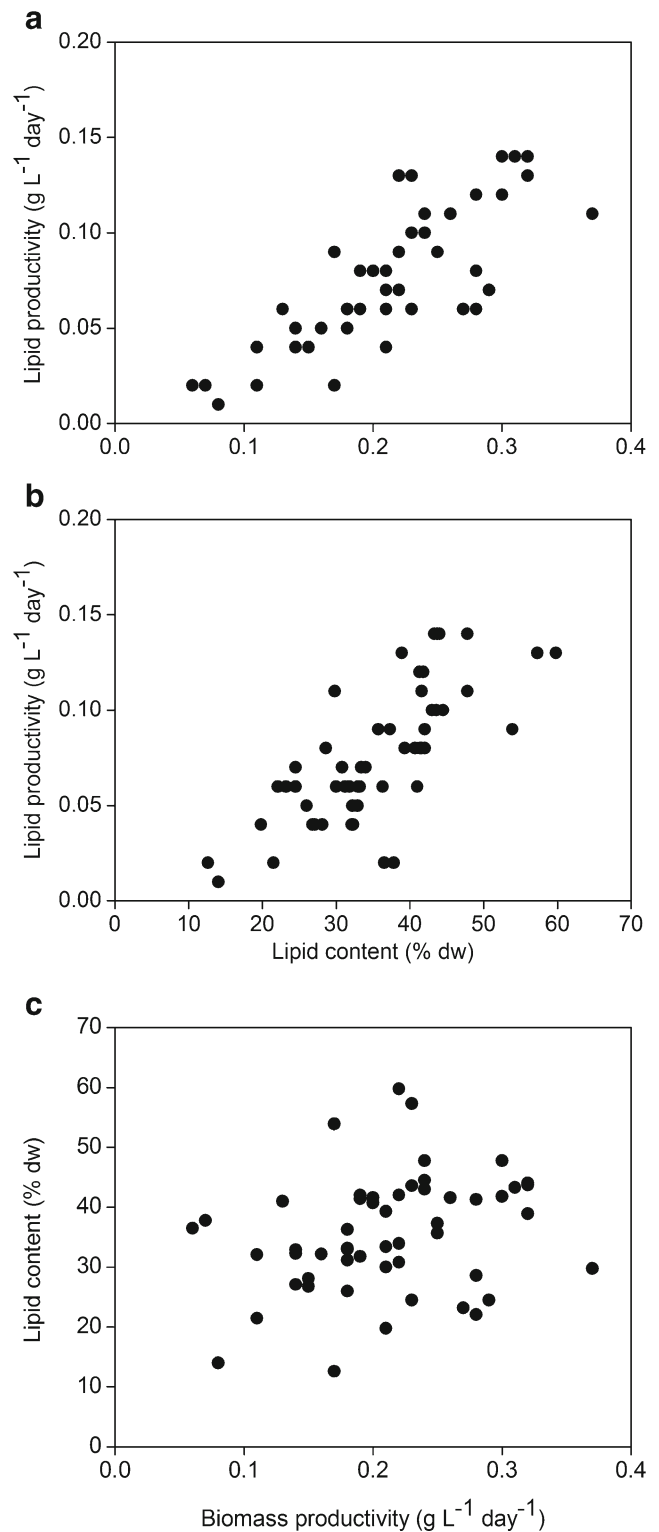 a
0.20
0.15
0.10
0.05
0.00
Lipid productivity (g L⁻¹ day⁻¹)
0.0 0.1 0.2 0.3 0.4
b
0.20
0.15
0.10
0.05
0.00
Lipid productivity (g L⁻¹ day⁻¹)
0 10 20 30 40 50 60 70
Lipid content (% dw)
c
70
60
50
40
30
20
10
0
Lipid content (% dw)
0.0 0.1 0.2 0.3 0.4
Biomass productivity (g L⁻¹ day⁻¹)